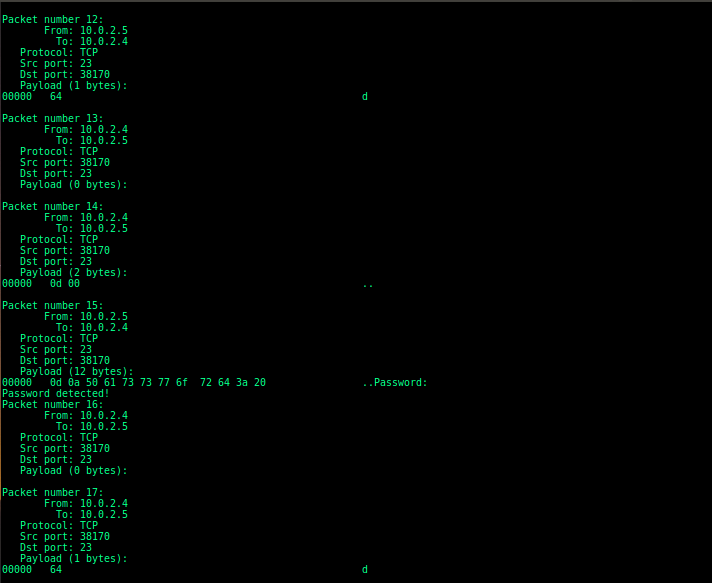 Packet number 12:
From: 10.0.2.5
To: 10.0.2.4
Protocol: TCP
Src port: 23
Dst port: 38170
Payload (1 bytes):
00000   64                                                  d
Packet number 13:
From: 10.0.2.4
To: 10.0.2.5
Protocol: TCP
Src port: 38170
Dst port: 23
Payload (0 bytes):
Packet number 14:
From: 10.0.2.4
To: 10.0.2.5
Protocol: TCP
Src port: 38170
Dst port: 23
Payload (2 bytes):
00000   0d 00                                               ..
Packet number 15:
From: 10.0.2.5
To: 10.0.2.4
Protocol: TCP
Src port: 23
Dst port: 38170
Payload (12 bytes):
00000   0d 0a 50 61 73 73 77 6f  72 64 3a 20                ..Password:
Password detected!
Packet number 16:
From: 10.0.2.4
To: 10.0.2.5
Protocol: TCP
Src port: 38170
Dst port: 23
Payload (0 bytes):
Packet number 17:
From: 10.0.2.4
To: 10.0.2.5
Protocol: TCP
Src port: 38170
Dst port: 23
Payload (1 bytes):
00000   64                                                  d